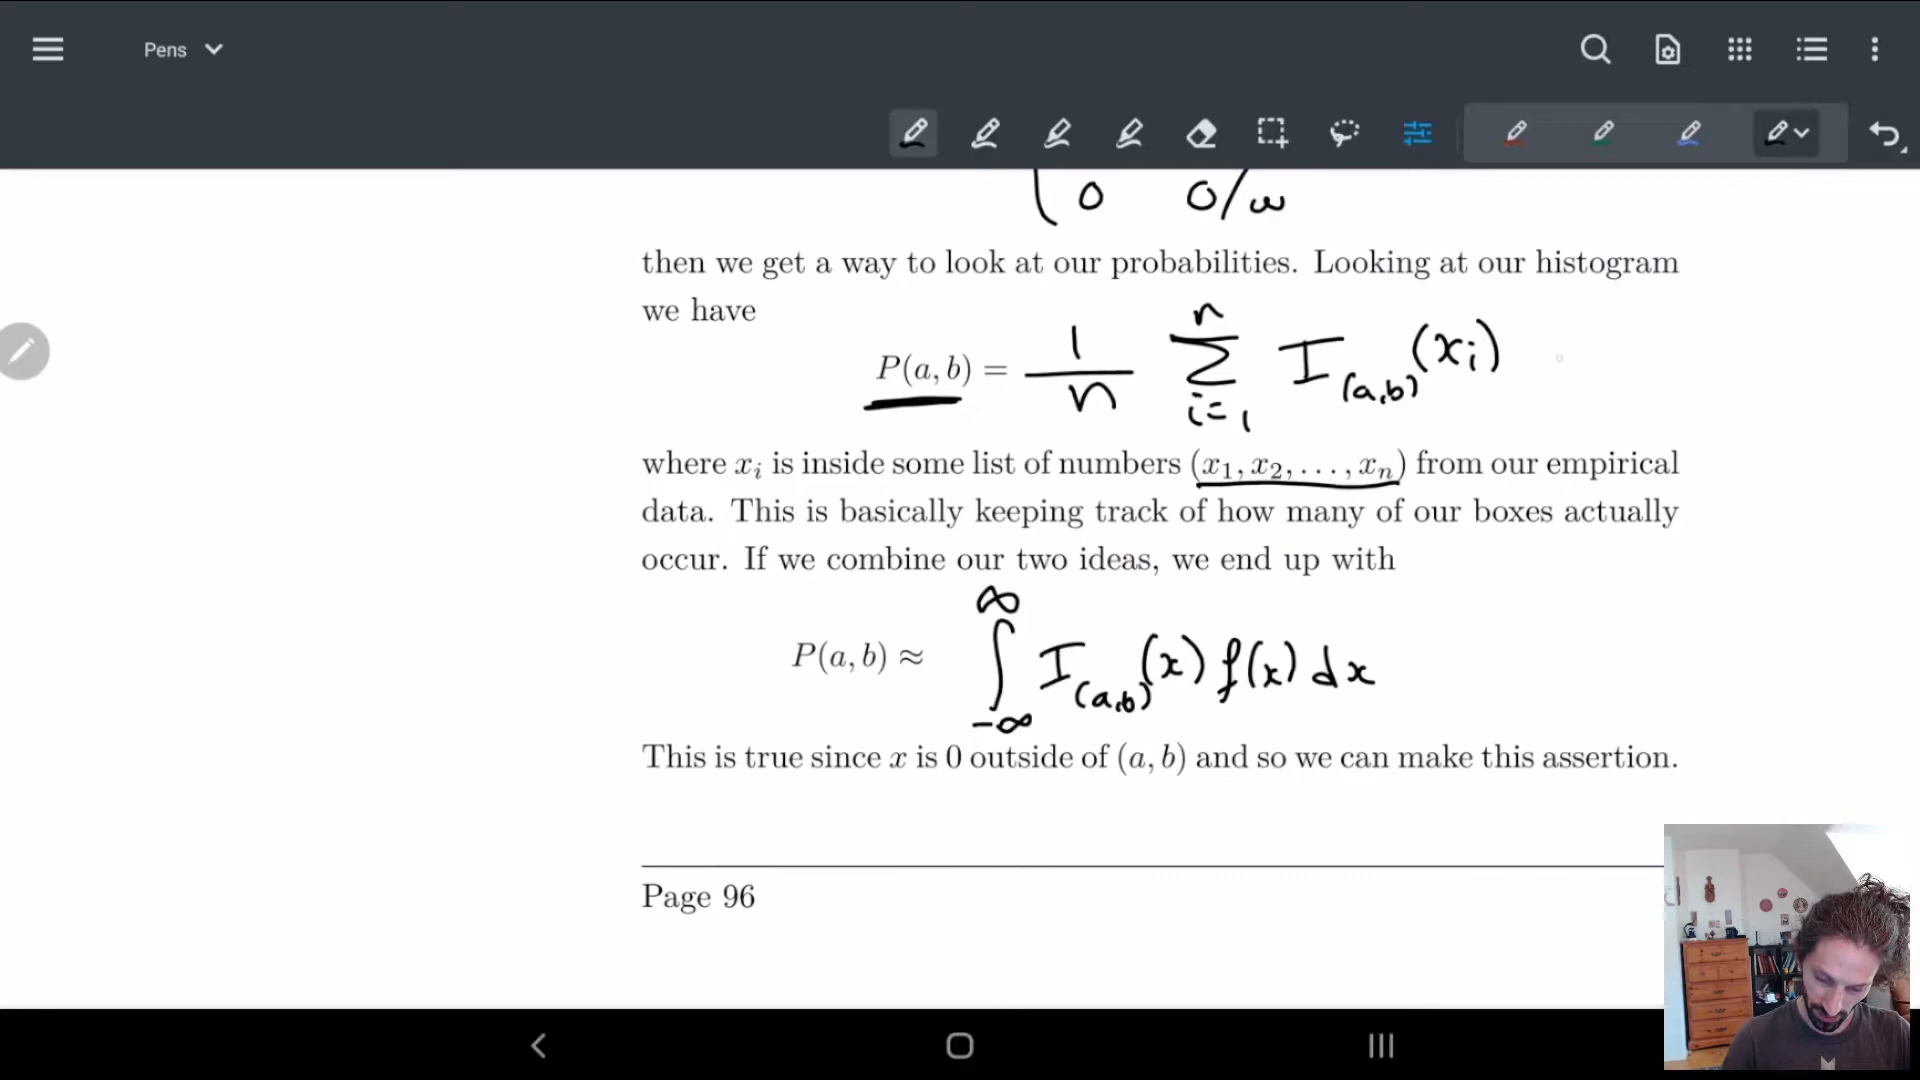 Pens
0 0/w
then we get a way to look at our probabilities. Looking at our histogram
we have
P(a, b) = 1/n ∑_{i=1}^{n} I_{(a,b)}(x_i)
where x_i is inside some list of numbers (x_1, x_2, . . . , x_n) from our empirical
data. This is basically keeping track of how many of our boxes actually
occur. If we combine our two ideas, we end up with
P(a, b) ≈ ∫_{-∞}^{∞} I_{(a,b)}(x) f(x) dx
This is true since x is 0 outside of (a, b) and so we can make this assertion.
Page 96